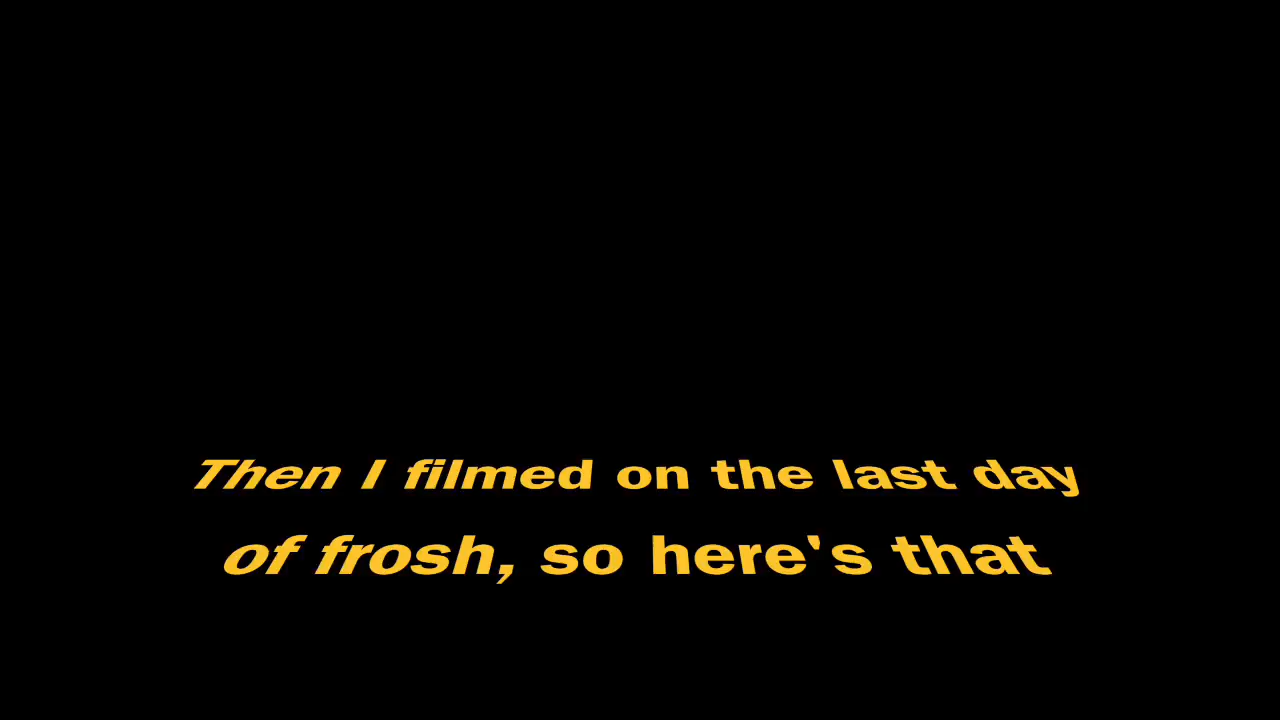 Then I filmed on the last day
of frosh, so here's that